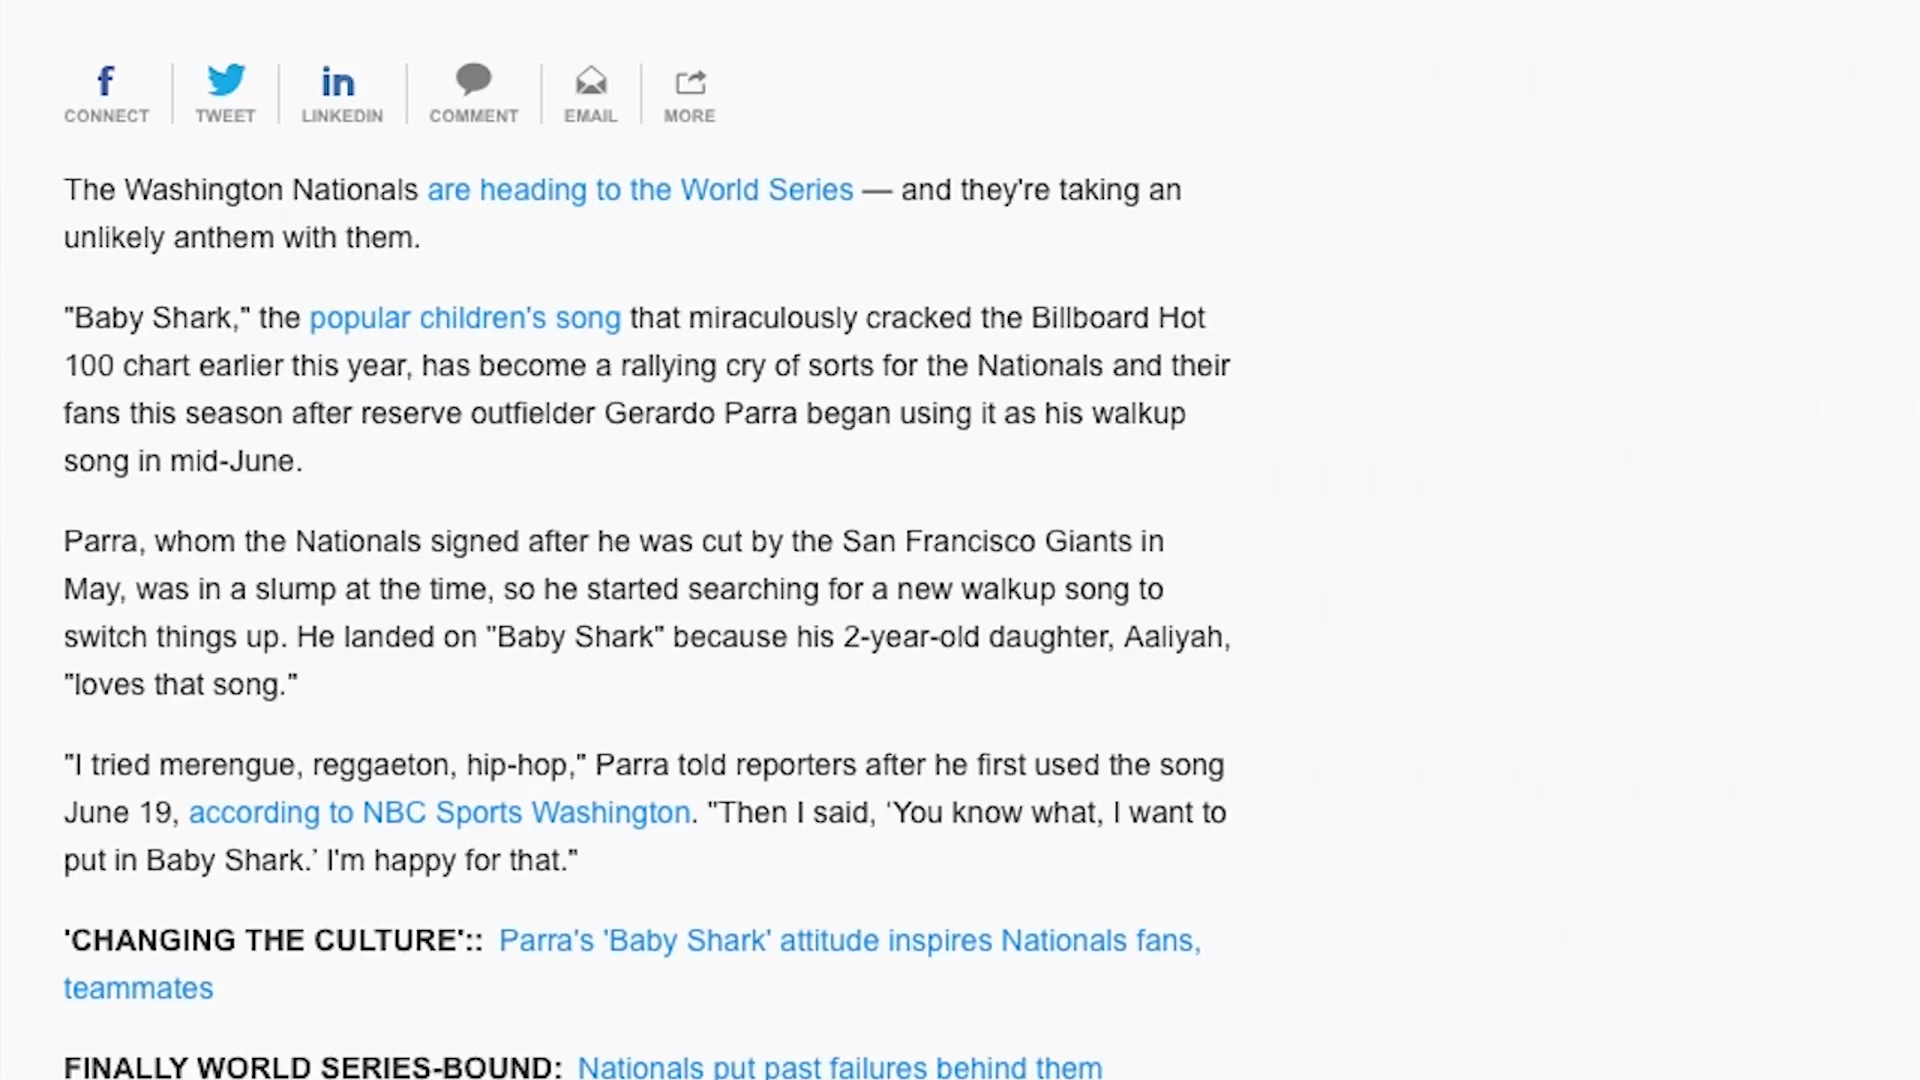 f in
CONNECT TWEET LINKEDIN COMMENT EMAIL MORE
The Washington Nationals are heading to the World Series — and they're taking an
unlikely anthem with them.
"Baby Shark," the popular children's song that miraculously cracked the Billboard Hot
100 chart earlier this year, has become a rallying cry of sorts for the Nationals and their
fans this season after reserve outfielder Gerardo Parra began using it as his walkup
song in mid-June.
Parra, whom the Nationals signed after he was cut by the San Francisco Giants in
May, was in a slump at the time, so he started searching for a new walkup song to
switch things up. He landed on "Baby Shark" because his 2-year-old daughter, Aaliyah,
"loves that song."
"I tried merengue, reggaeton, hip-hop," Parra told reporters after he first used the song
June 19, according to NBC Sports Washington. "Then I said, 'You know what, I want to
put in Baby Shark.’ I'm happy for that."
'CHANGING THE CULTURE':: Parra's 'Baby Shark' attitude inspires Nationals fans,
teammates
FINALLY WORLD SERIES-BOUND: Nationals put past failures behind them